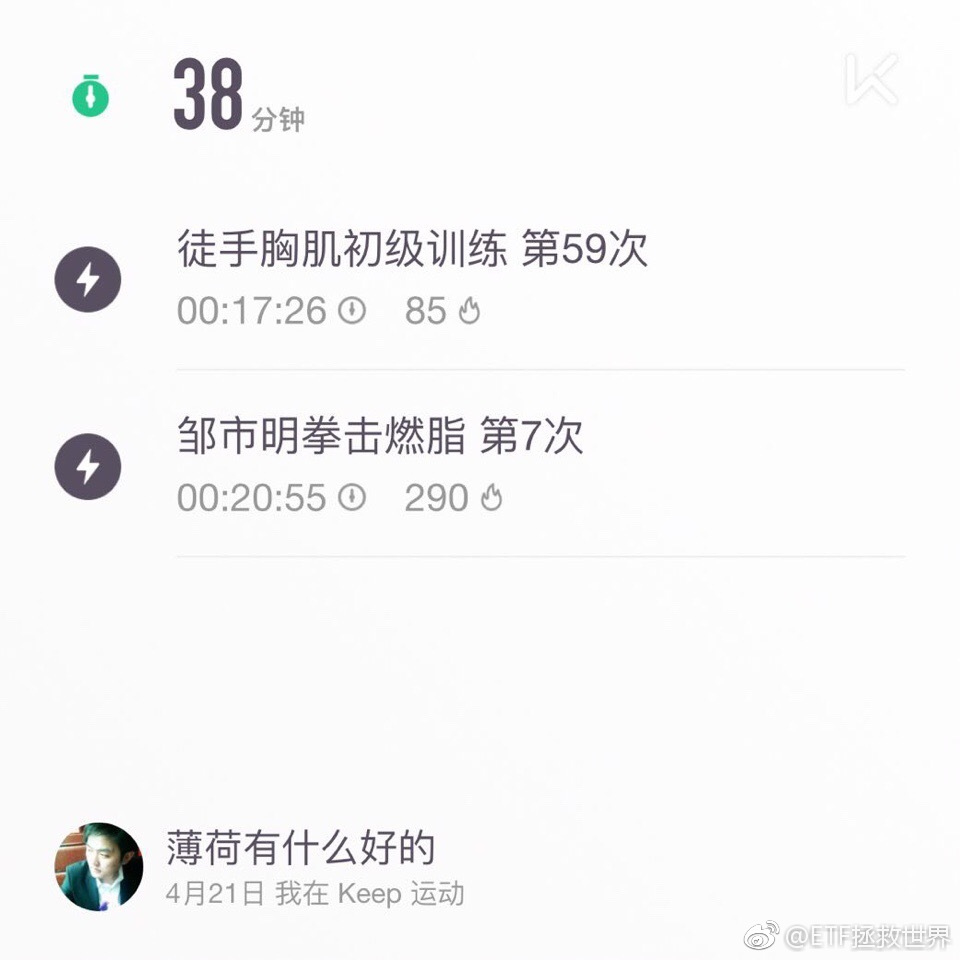 38 分钟
徒手胸肌初级训练 第59次
00:17:26 85
邹市明拳击燃脂 第7次
00:20:55 290
薄荷有什么好的
4月21日 我在 Keep 运动
@ETF拯救世界